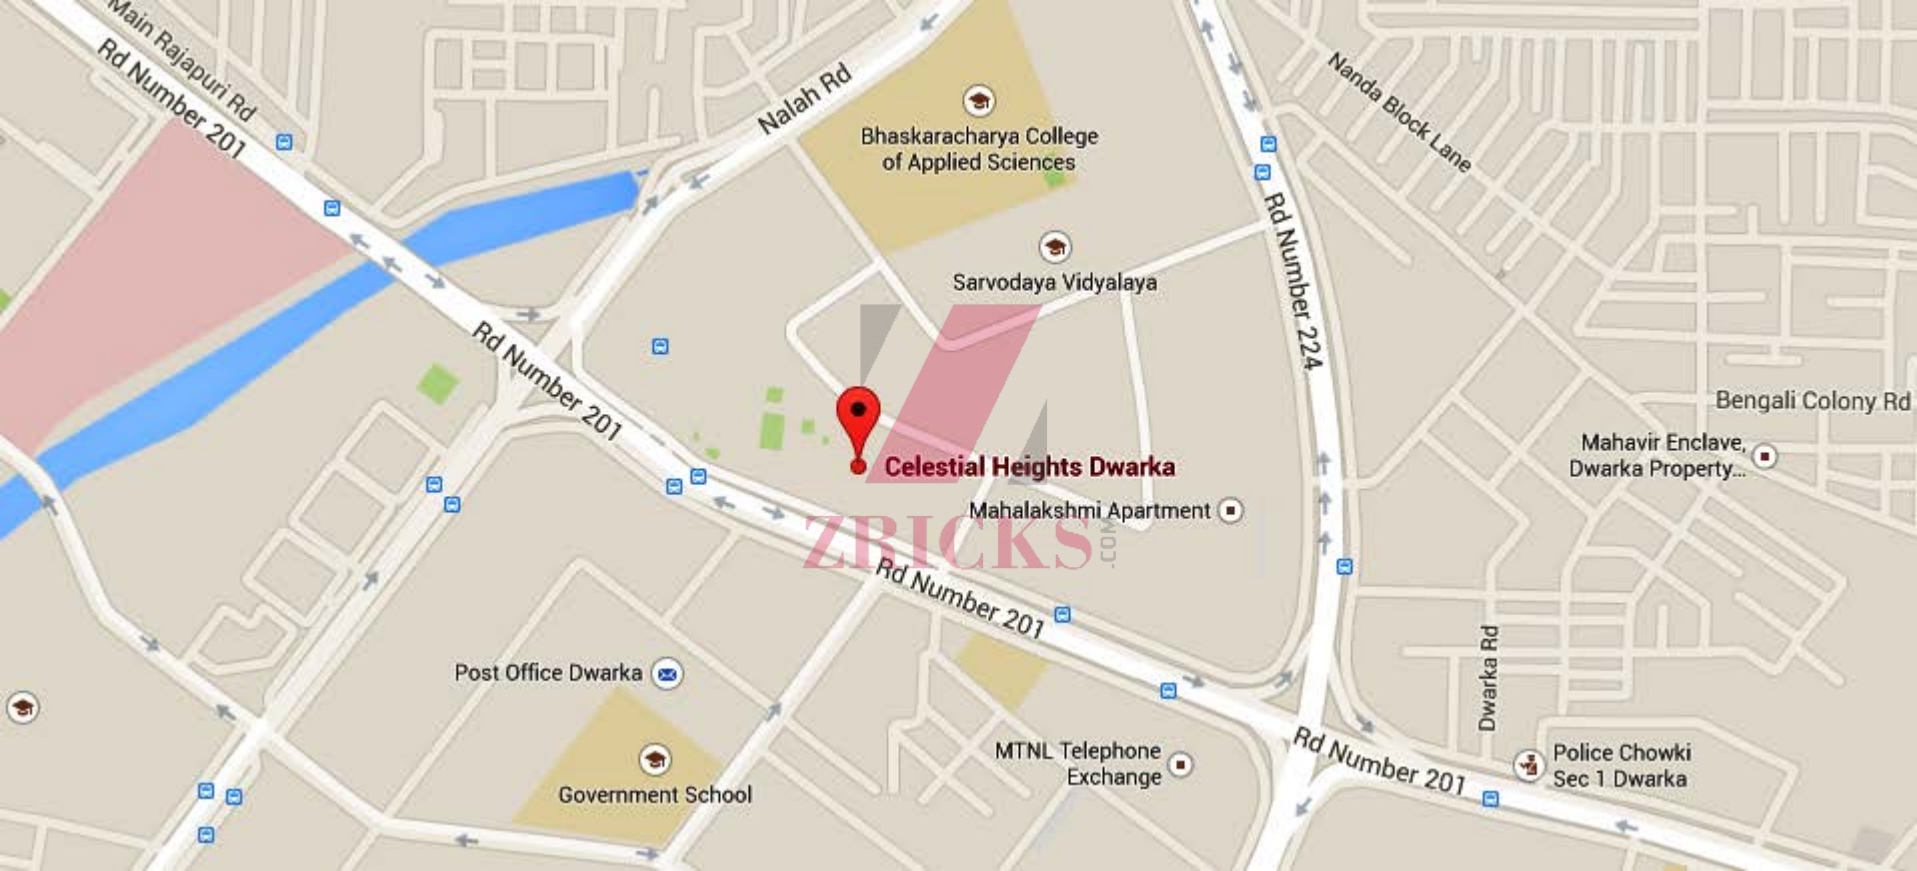 Main Rajapuri Rd
Rd Number 201
Nalah Rd
Nanda Block Lane
Bhaskaracharya College
of Applied Sciences
Sarvodaya Vidyalaya
Rd Number 224
Rd Number 201
Bengali Colony Rd
Mahavir Enclave,
Dwarka Property...
Celestial Heights Dwarka
Mahalakshmi Apartment
ZRICKS
.COM
Rd Number 201
Post Office Dwarka
Dwarka Rd
MTNL Telephone
Exchange
Rd Number 201
Police Chowki
Sec 1 Dwarka
Government School